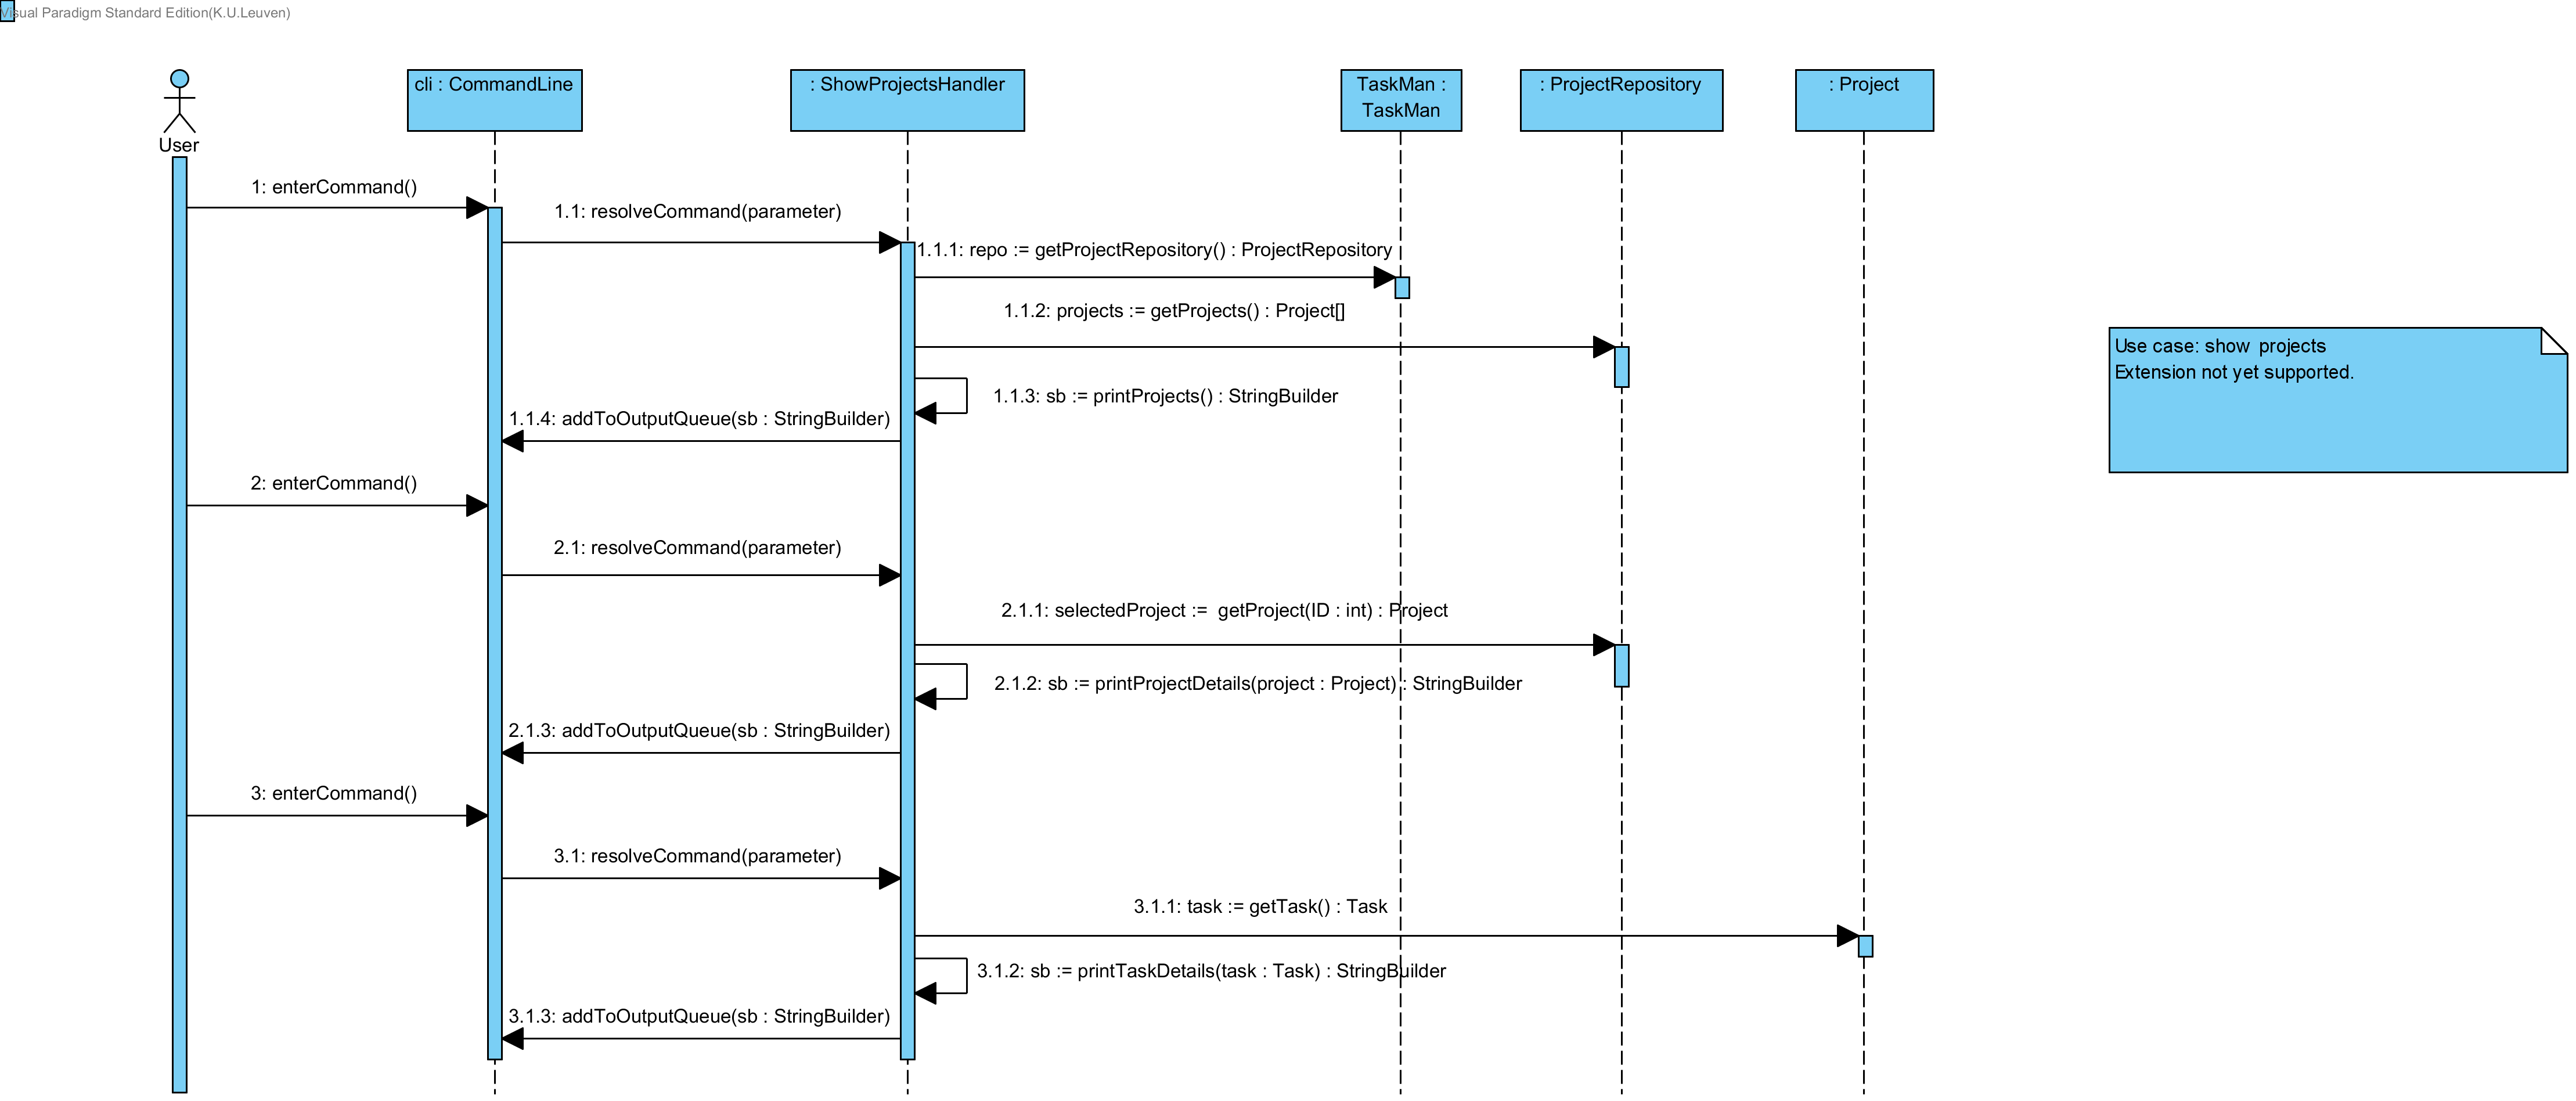 Visual Paradigm Standard Edition(K.U.Leuven)
User
cli : CommandLine
: ShowProjectsHandler
TaskMan :
TaskMan
: ProjectRepository
: Project
1: enterCommand()
1.1: resolveCommand(parameter)
1.1.1: repo := getProjectRepository() : ProjectRepository
1.1.2: projects := getProjects() : Project[]
Use case: show  projects
Extension not yet supported.
1.1.3: sb := printProjects() : StringBuilder
1.1.4: addToOutputQueue(sb : StringBuilder)
2: enterCommand()
2.1: resolveCommand(parameter)
2.1.1: selectedProject :=  getProject(ID : int) : Project
2.1.2: sb := printProjectDetails(project : Project) : StringBuilder
2.1.3: addToOutputQueue(sb : StringBuilder)
3: enterCommand()
3.1: resolveCommand(parameter)
3.1.1: task := getTask() : Task
3.1.2: sb := printTaskDetails(task : Task) : StringBuilder
3.1.3: addToOutputQueue(sb : StringBuilder)